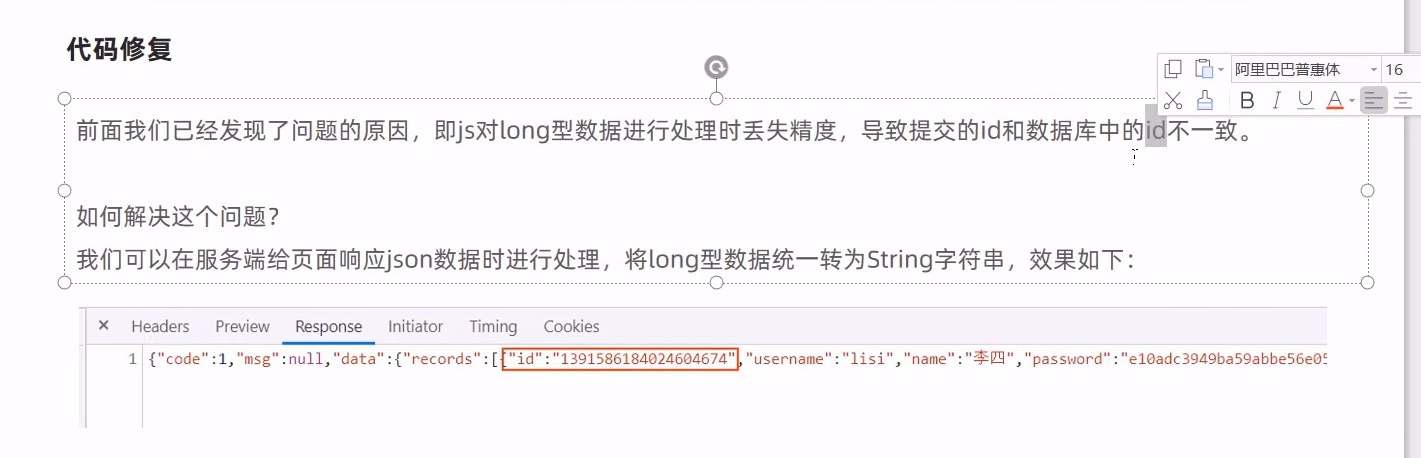 代码修复
阿里巴巴普惠体 16
B I U A
前面我们已经发现了问题的原因，即js对long型数据进行处理时丢失精度，导致提交的id和数据库中的id不一致。
如何解决这个问题？
我们可以在服务端给页面响应json数据时进行处理，将long型数据统一转为String字符串，效果如下：
× Headers Preview Response Initiator Timing Cookies
1 {"code":1,"msg":null,"data":{"records":[{"id":"1391586184024604674","username":"lisi","name":"李四","password":"e10adc3949ba59abbe56e05